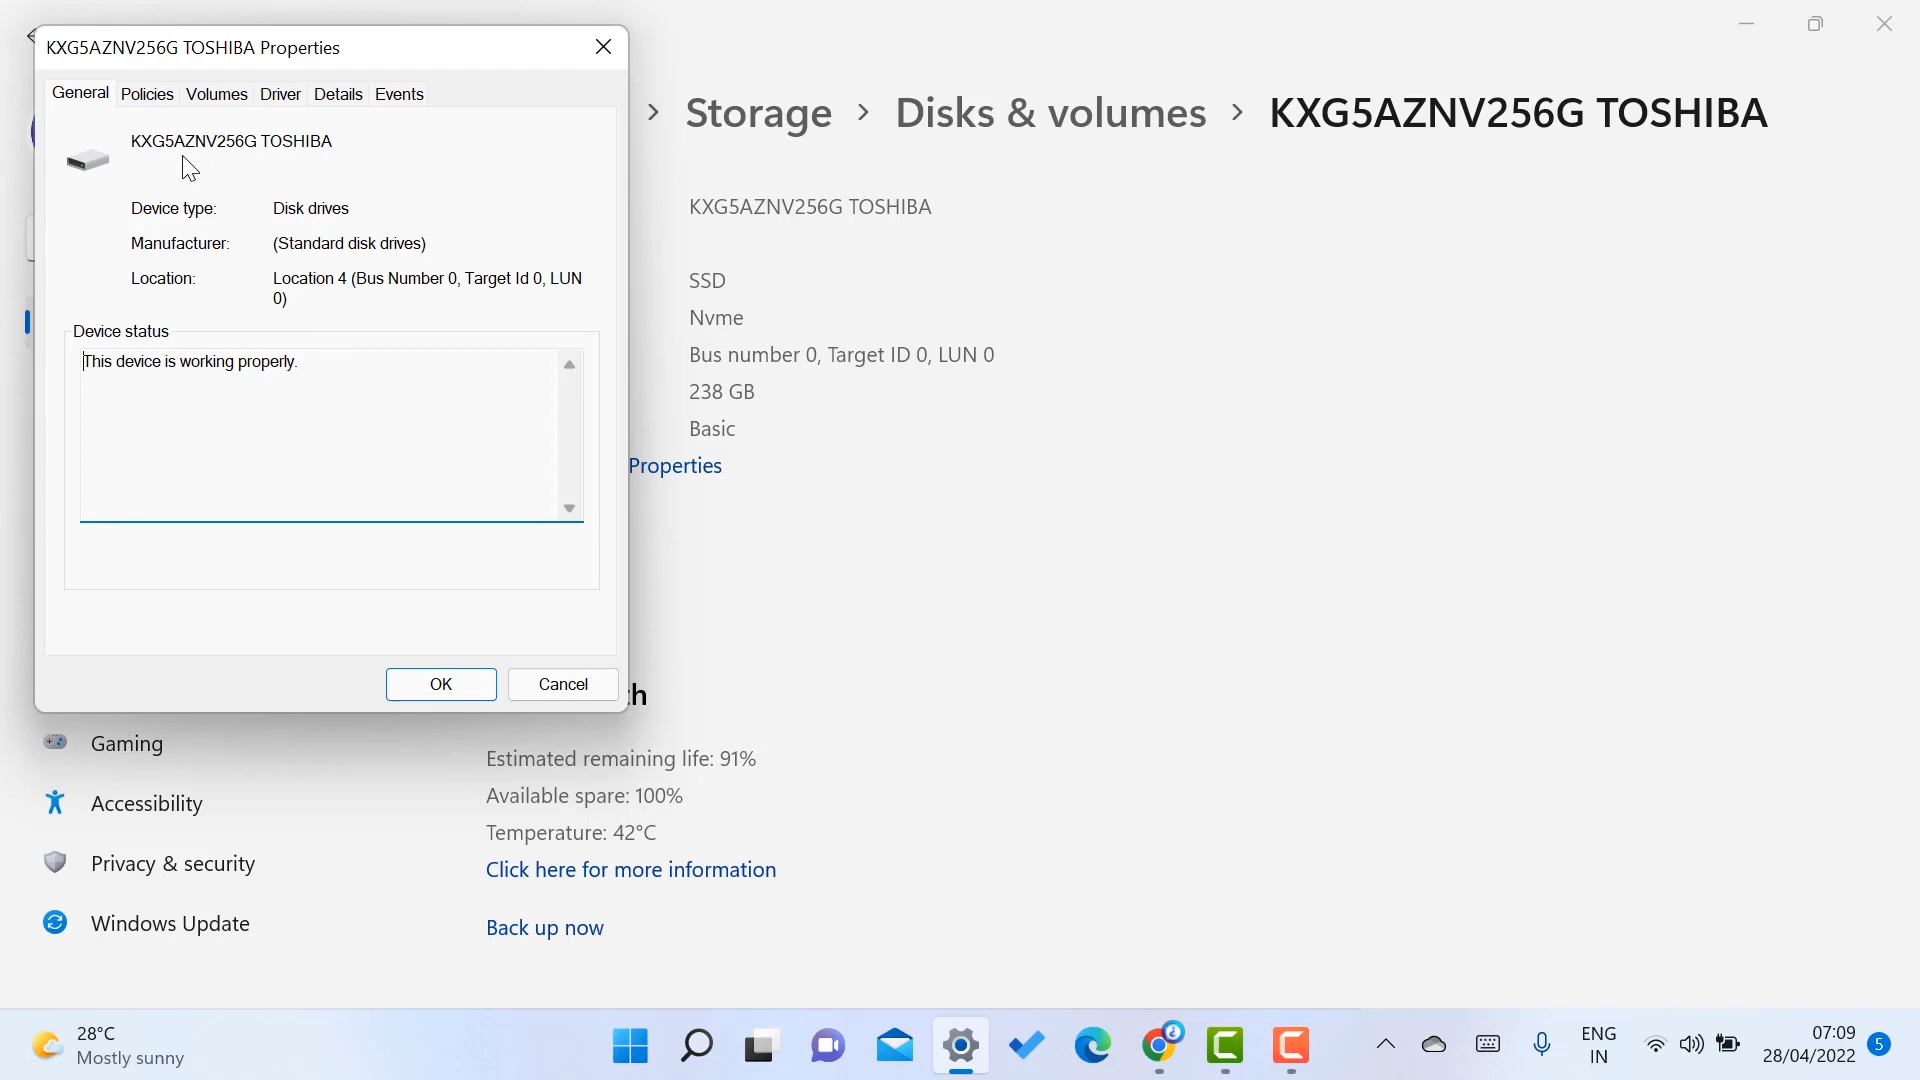 KXG5AZNV256G TOSHIBA Properties
General Policies Volumes Driver Details Events
KXG5AZNV256G TOSHIBA
Device type: Disk drives
Manufacturer: (Standard disk drives)
Location: Location 4 (Bus Number 0, Target Id 0, LUN
0)
Device status
This device is working properly.
OK Cancel
> Storage > Disks & volumes > KXG5AZNV256G TOSHIBA
KXG5AZNV256G TOSHIBA
SSD
Nvme
Bus number 0, Target ID 0, LUN 0
238 GB
Basic
Properties
Gaming
Accessibility
Privacy & security
Windows Update
Estimated remaining life: 91%
Available spare: 100%
Temperature: 42°C
Click here for more information
Back up now
28°C
Mostly sunny
ENG
IN
07:09
28/04/2022
5